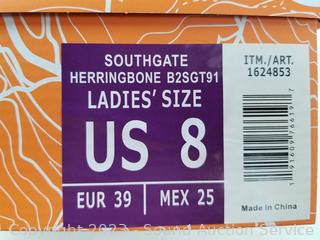 SOUTHGATE
HERRINGBONE B2SGT91
LADIES' SIZE
US 8
EUR 39 | MEX 25
ITM./ART.
1624853
Made in China